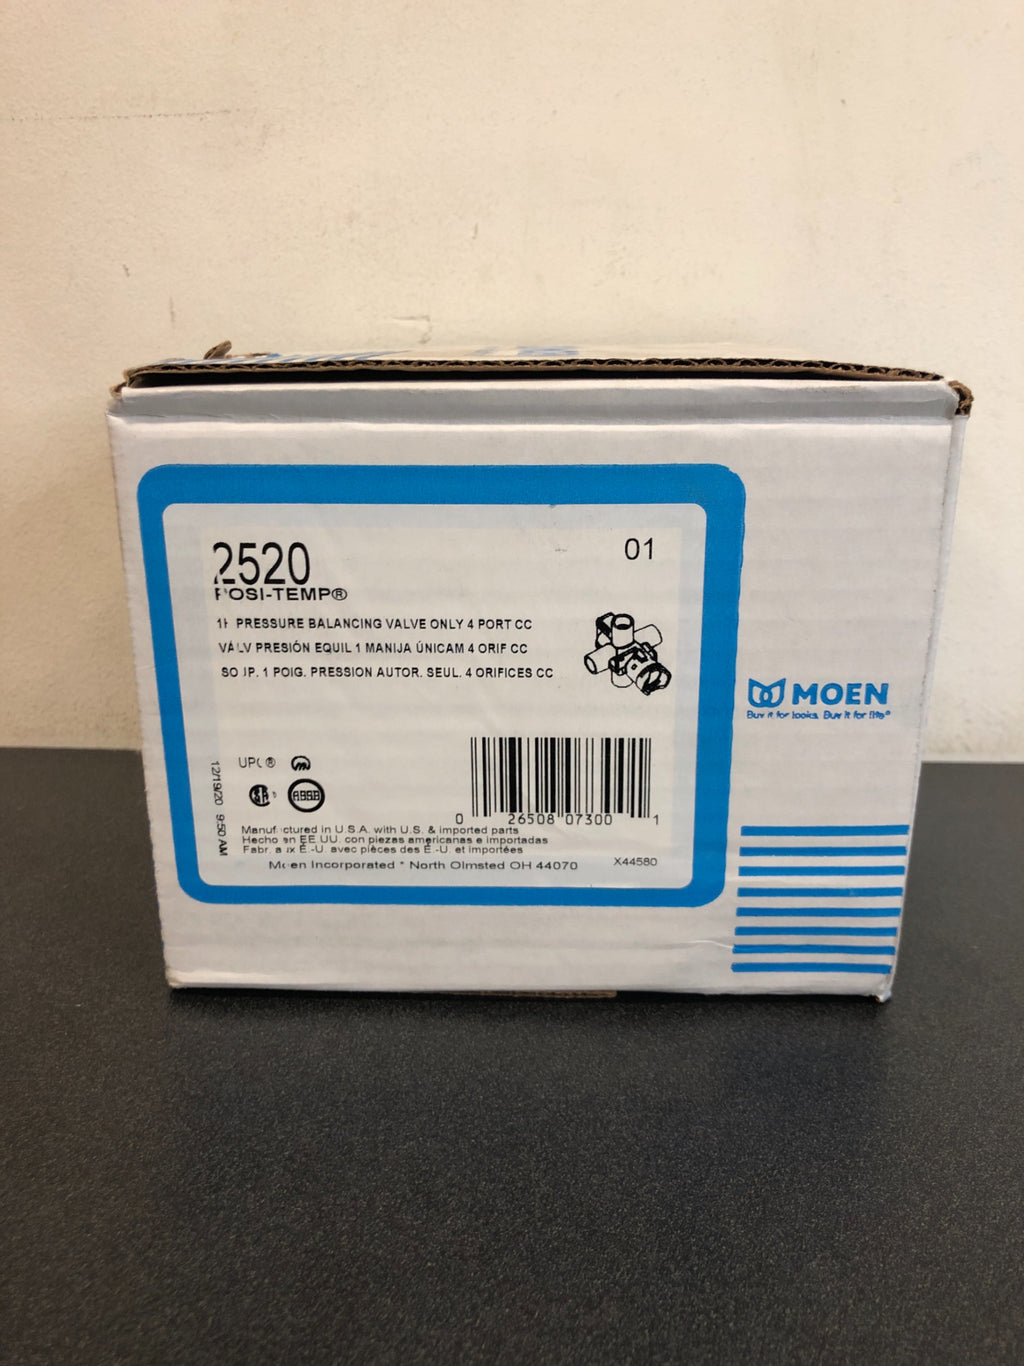 2520
01
POSI-TEMP®
1H PRESSURE BALANCING VALVE ONLY 4 PORT CC
VÁLV PRESIÓN EQUIL 1 MANIJA ÚNICAM 4 ORIF CC
SOUP. 1 POIG. PRESSION AUTOR. SEUL. 4 ORIFICES CC
MOEN
Buy it for looks. Buy it for life®
UPC®
ASSE
12/19/20 9:50 AM
0 26508 07300 1
Manufactured in U.S.A. with U.S. & imported parts
Hecho en EE.UU. con piezas americanas e importadas
Fabr. aux É.-U. avec pièces des É.-U. et importées
Moen Incorporated * North Olmsted OH 44070
X44580